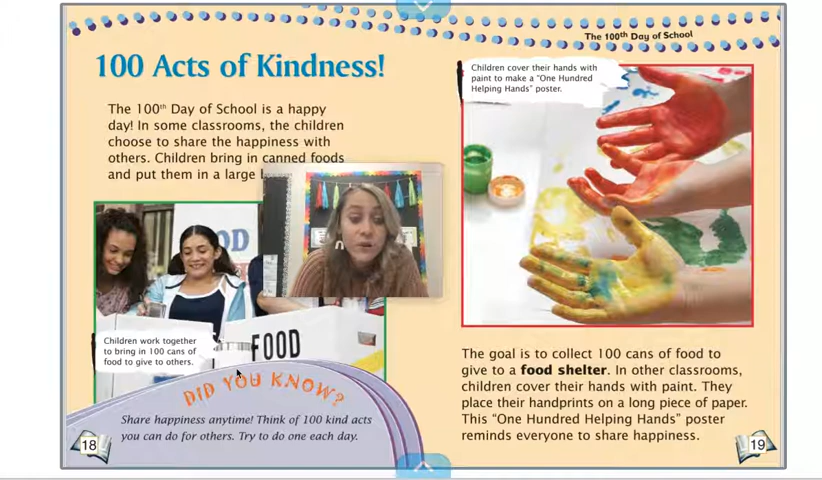 100 Acts of Kindness!
The 100th Day of School is a happy
day! In some classrooms, the children
choose to share the happiness with
others. Children bring in canned foods
and put them in a large
FOOD
Children work together
to bring in 100 cans of
food to give to others.
DID YOU KNOW?
Share happiness anytime! Think of 100 kind acts
you can do for others. Try to do one each day.
18
The 100th Day of School
Children cover their hands with
paint to make a "One Hundred
Helping Hands" poster.
The goal is to collect 100 cans of food to
give to a food shelter. In other classrooms,
children cover their hands with paint. They
place their handprints on a long piece of paper.
This "One Hundred Helping Hands" poster
reminds everyone to share happiness.
19